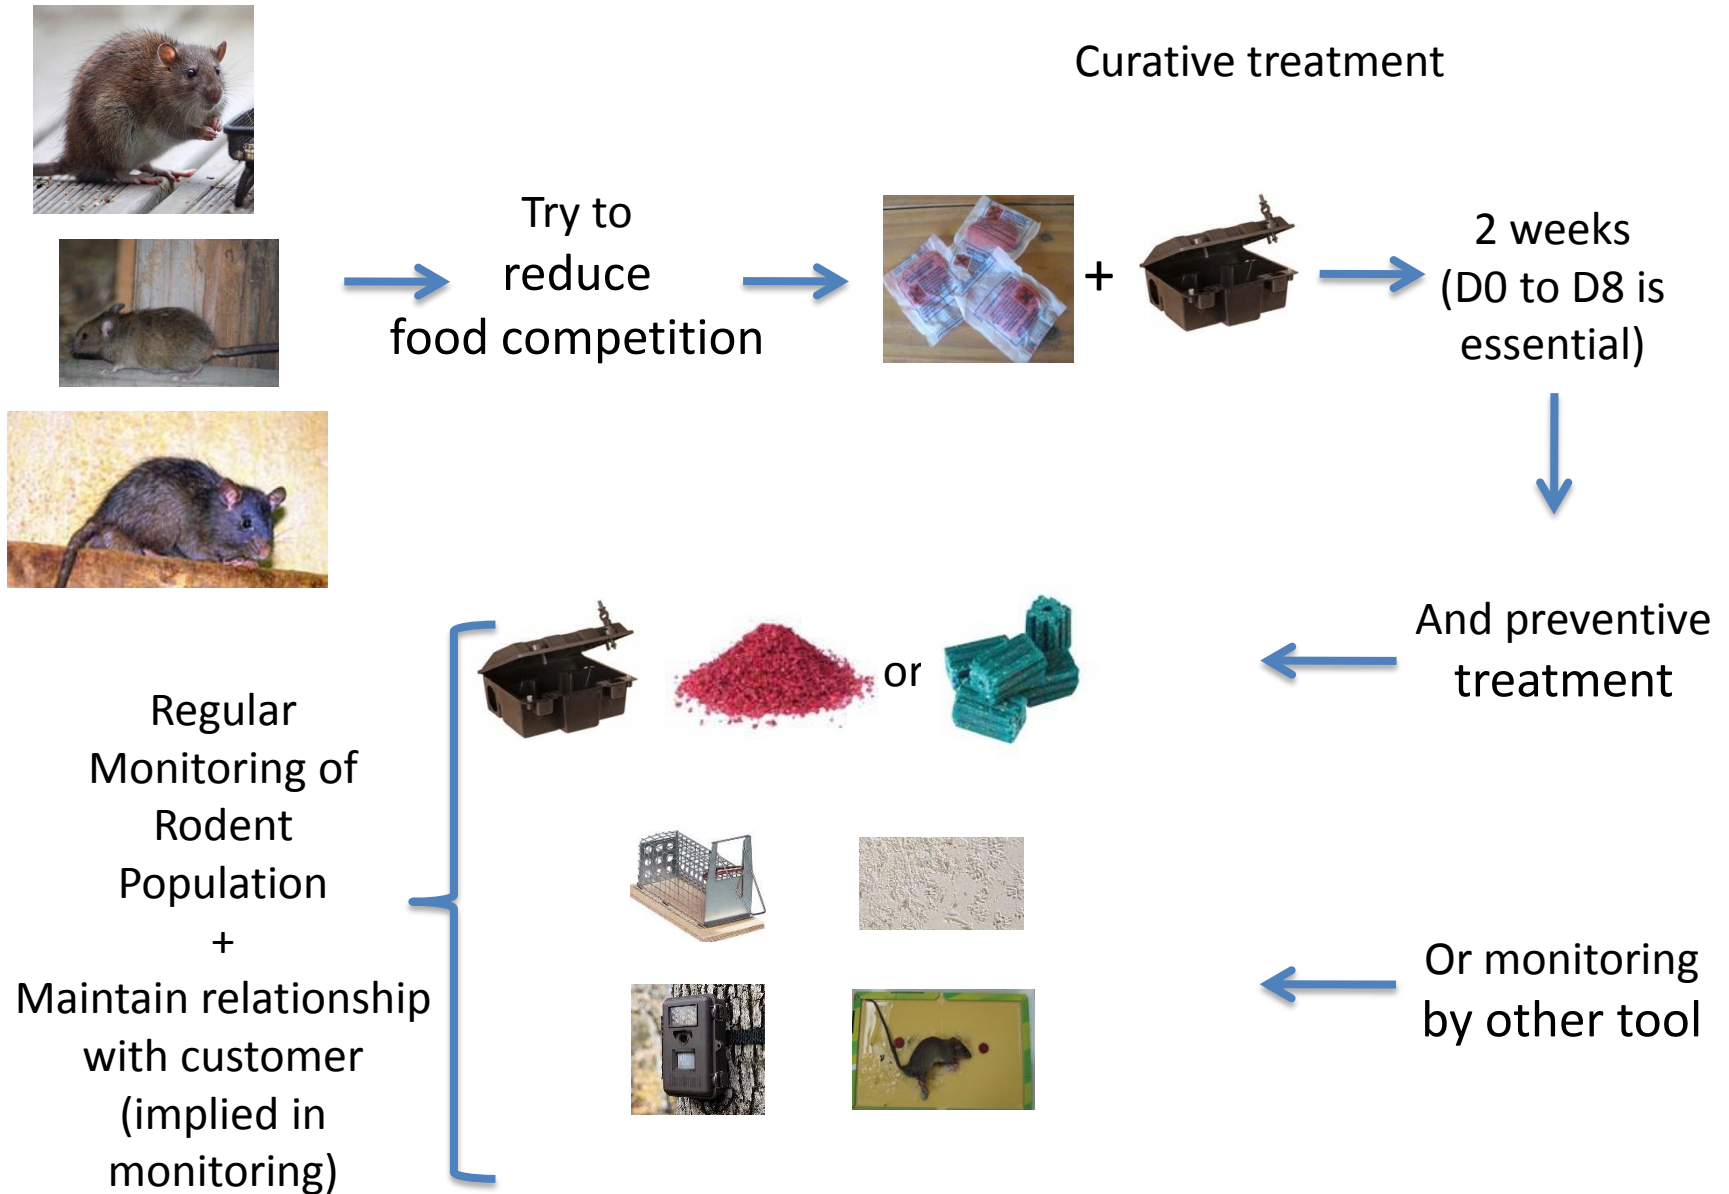 Curative treatment
Try to
reduce
food competition
+
2 weeks
(D0 to D8 is
essential)
And preventive
treatment
or
Regular
Monitoring of
Rodent
Population
+
Maintain relationship
with customer
(implied in
monitoring)
Or monitoring
by other tool